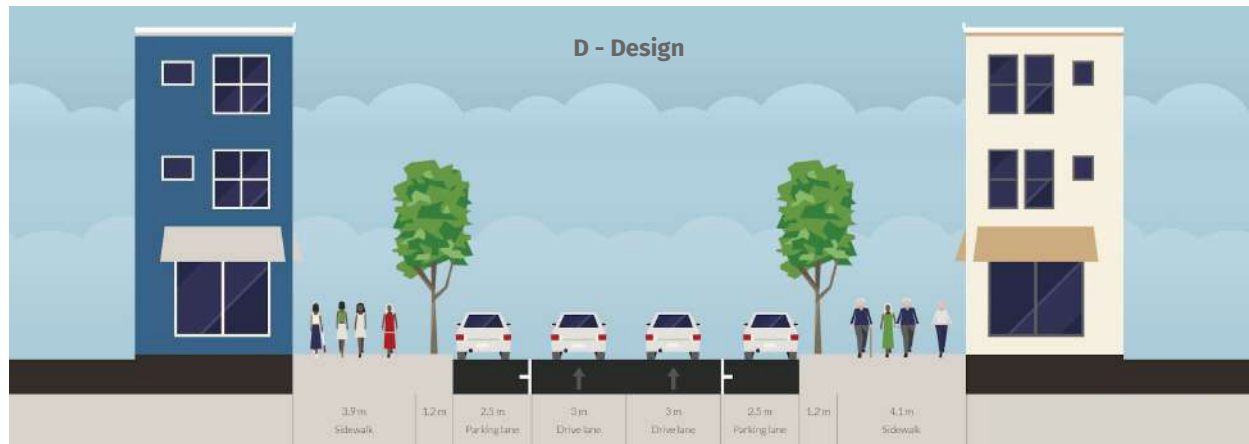 D - Design
3.9 m
Sidewalk
1.2 m
2.5 m
Parking lane
3 m
Drive lane
3 m
Drive lane
2.5 m
Parking lane
1.2 m
4.1 m
Sidewalk